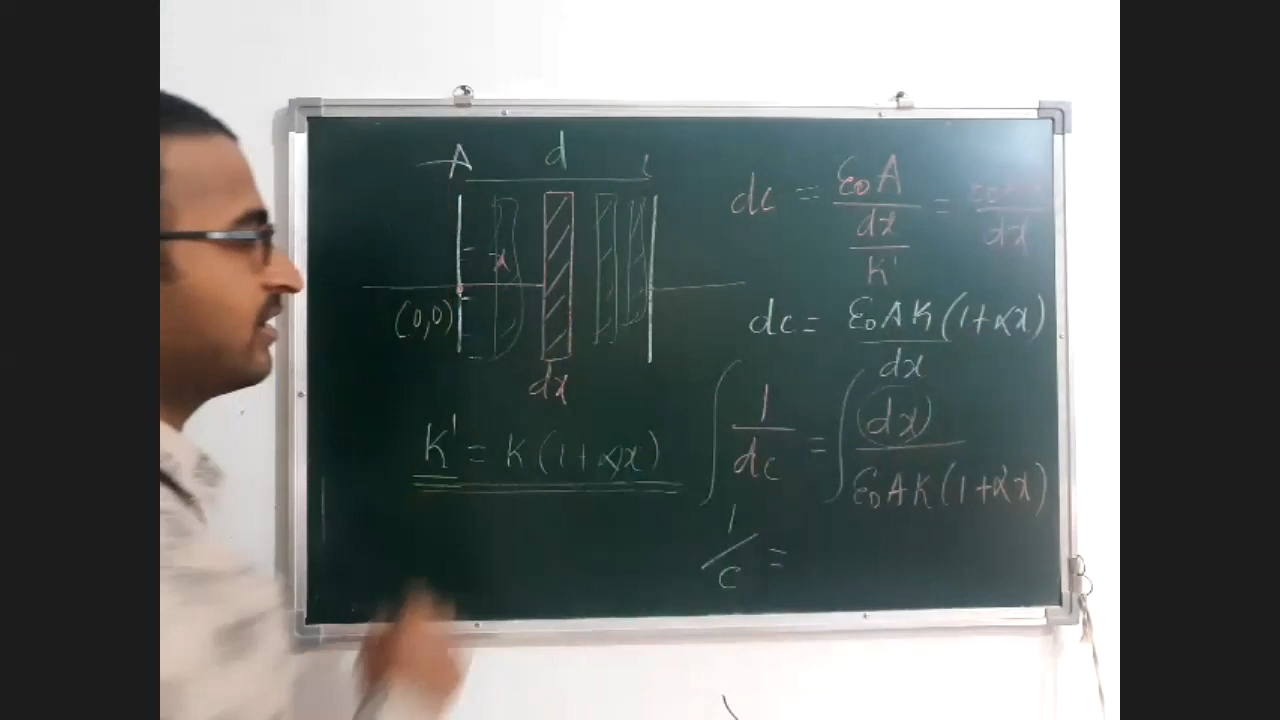 A d
x
(0,0)
dx
K' = K(1+αx)
dc = ε0A / (dx / K') = / dx
dc = ε0AK(1+αx) / dx
∫ 1/dc = ∫ dx / ε0AK(1+αx)
1/c =